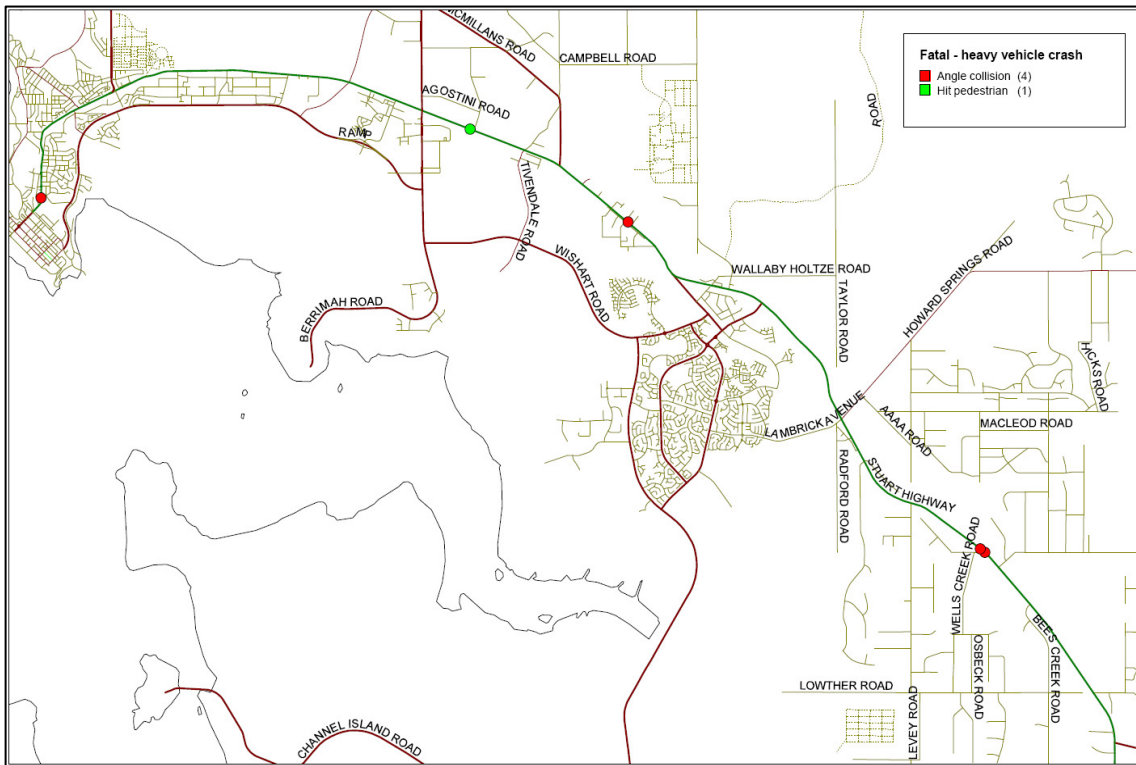 MCMILLANS ROAD
CAMPBELL ROAD
Fatal - heavy vehicle crash
Angle collision (4)
Hit pedestrian (1)
AGOSTINI ROAD
ROAD
RAMP
TIVENDALE ROAD
WISHART ROAD
WALLABY HOLTZE ROAD
HOWARD SPRINGS ROAD
BERRIMAH ROAD
TAYLOR ROAD
HICKS ROAD
LAMBRICK AVENUE
AAAA ROAD
MACLEOD ROAD
RADFORD ROAD
STUART HIGHWAY
WELLS CREEK ROAD
BEES CREEK ROAD
OSBECK ROAD
LOWTHER ROAD
LEVEY ROAD
CHANNEL ISLAND ROAD